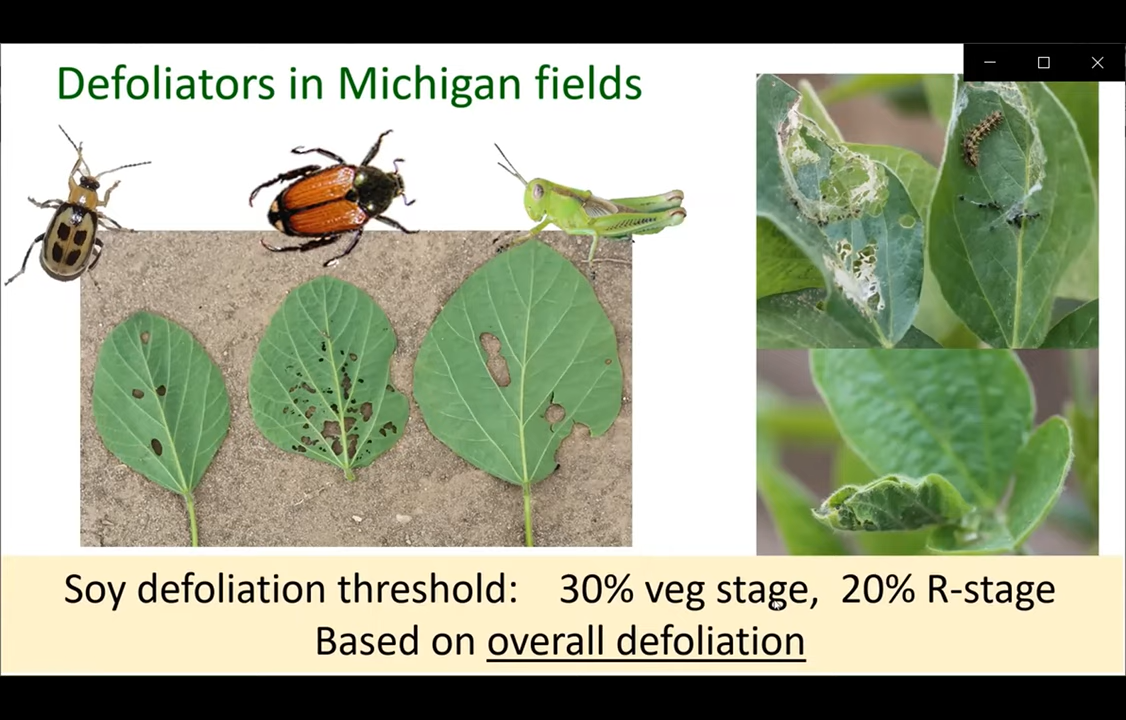 Defoliators in Michigan fields
Soy defoliation threshold: 30% veg stage, 20% R-stage
Based on overall defoliation